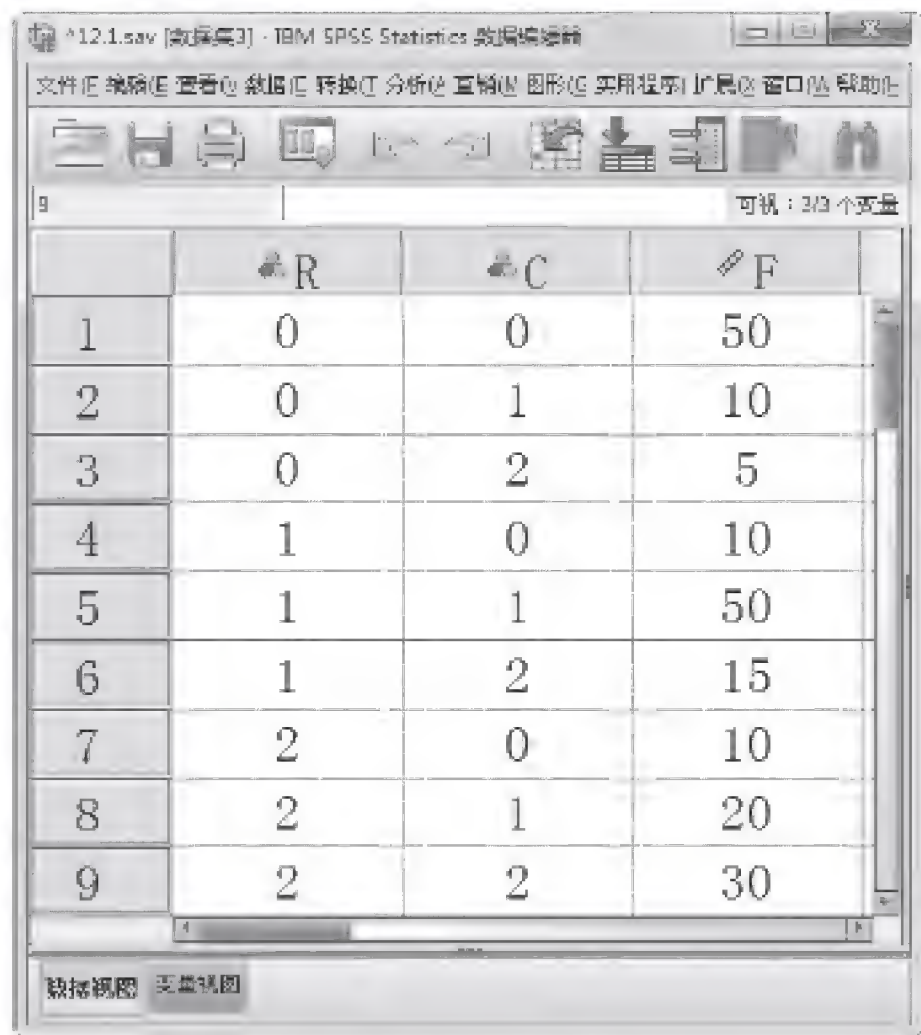 *12.1.sav [数据集3] - IBM SPSS Statistics 数据编辑器
文件(F 编辑(E 查看(V 数据(D 转换(T 分析(A 直销(M 图形(G 实用程序( 扩展(X 窗口(W 帮助(H
9
可视：3/3 个变量
R C F
1 0 0 50
2 0 1 10
3 0 2 5
4 1 0 10
5 1 1 50
6 1 2 15
7 2 0 10
8 2 1 20
9 2 2 30
数据视图 变量视图